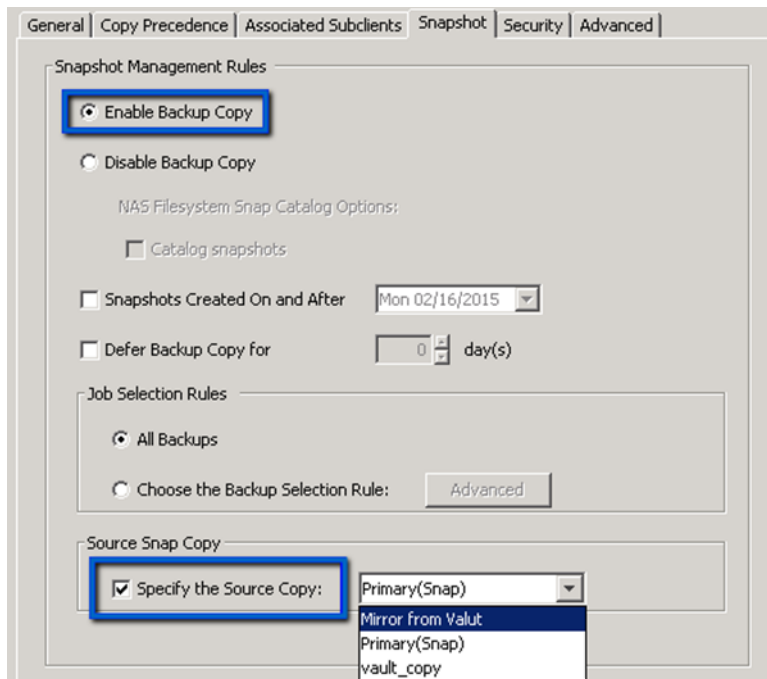 General Copy Precedence Associated Subclients Snapshot Security Advanced
Snapshot Management Rules
Enable Backup Copy
Disable Backup Copy
NAS Filesystem Snap Catalog Options:
Catalog snapshots
Snapshots Created On and After Mon 02/16/2015
Defer Backup Copy for 0 day(s)
Job Selection Rules
All Backups
Choose the Backup Selection Rule: Advanced
Source Snap Copy
Specify the Source Copy: Primary(Snap)
Mirror from Valut
Primary(Snap)
vault_copy